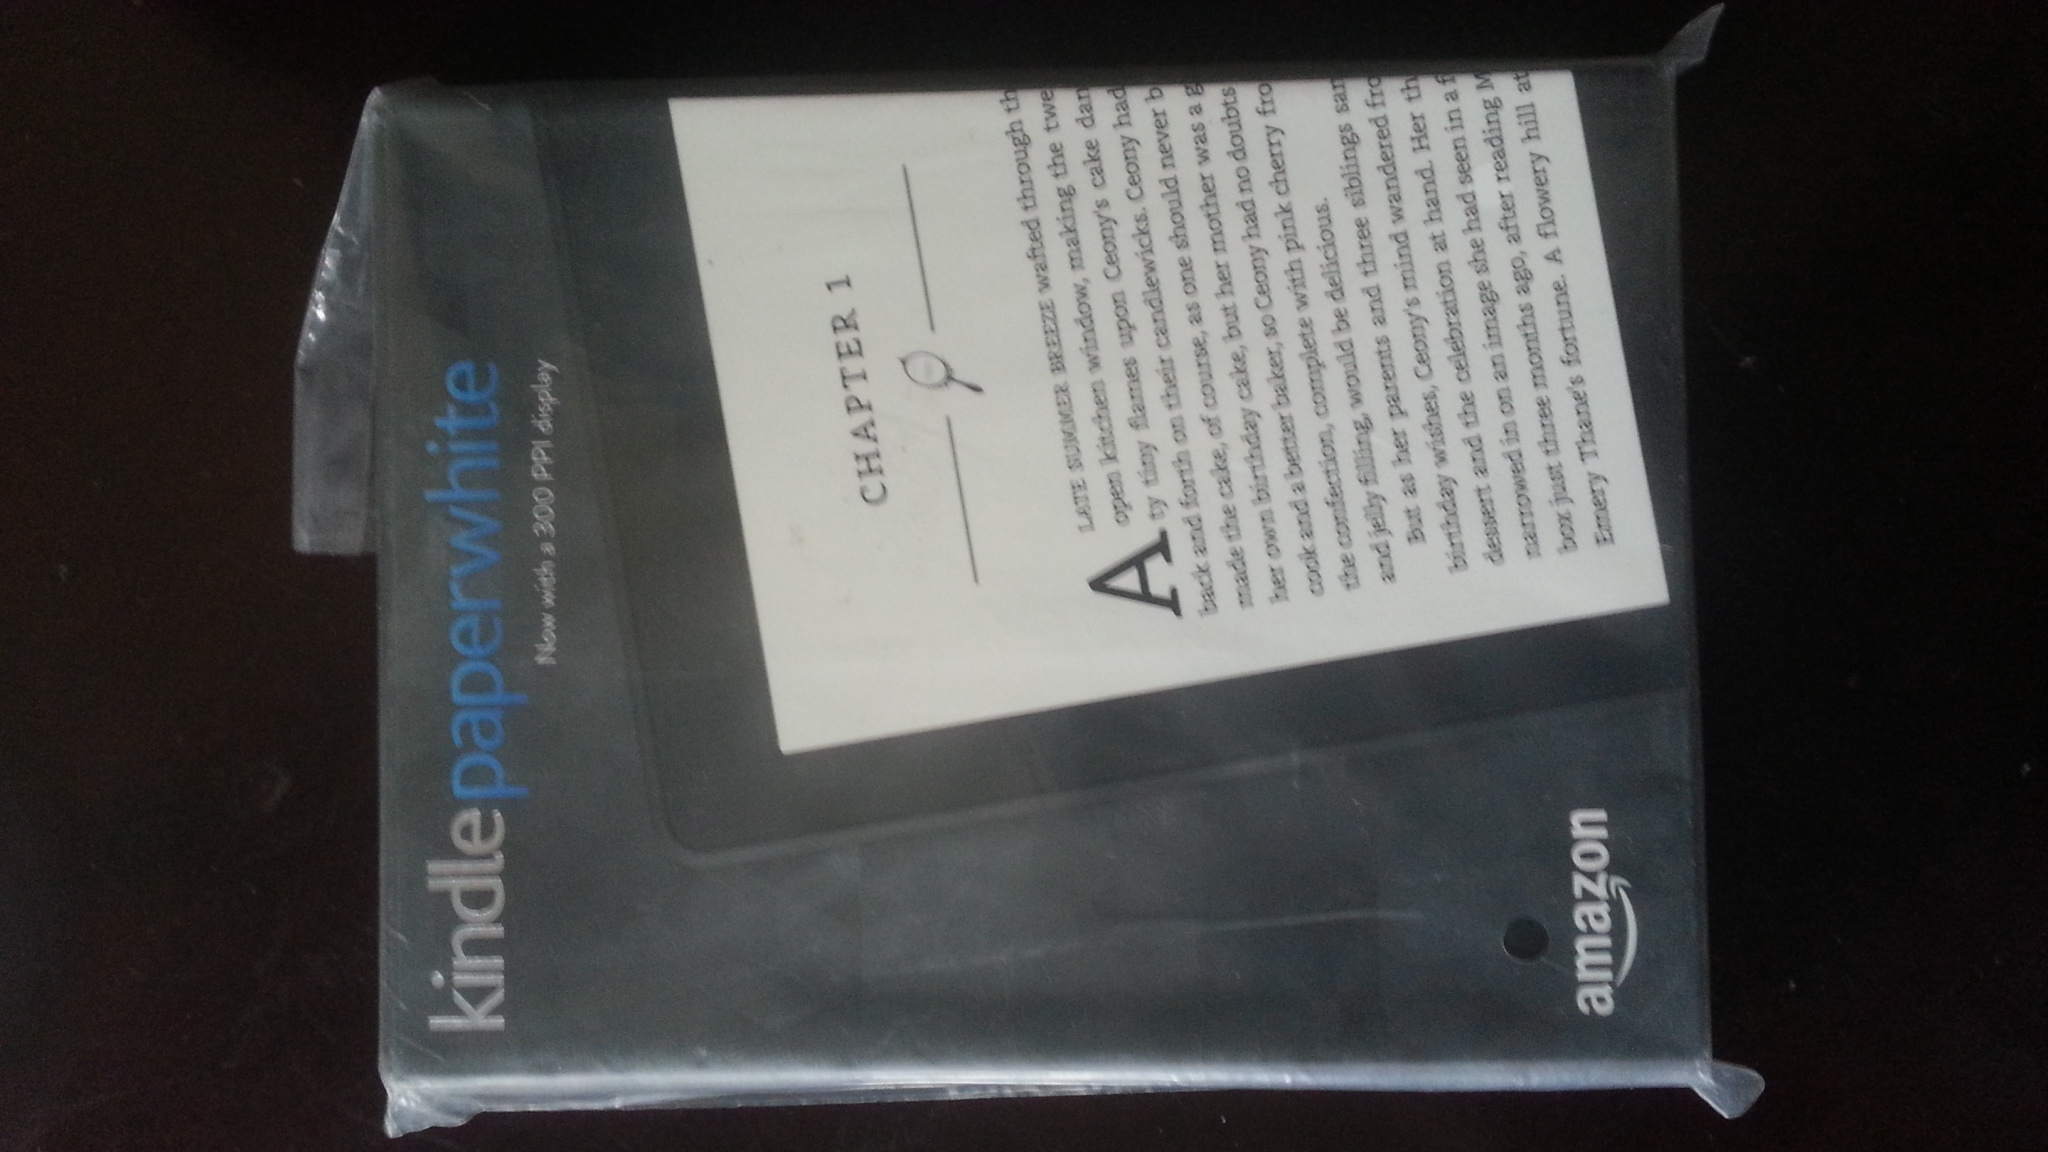 kindle paperwhite
Now with a 300 PPI display
CHAPTER 1
A LATE SUMMER BREEZE wafted through th
open kitchen window, making the twe
ty tiny flames upon Ceony's cake dan
back and forth on their candlewicks. Ceony had
made the cake, of course, as one should never b
her own birthday cake, but her mother was a g
cook and a better baker, so Ceony had no doubts
the confection, complete with pink cherry fro
and jelly filling, would be delicious.
But as her parents and three siblings san
birthday wishes, Ceony's mind wandered fro
dessert and the celebration at hand. Her th
narrowed in on an image she had seen in a f
box just three months ago, after reading M
Emery Thane's fortune. A flowery hill at
amazon